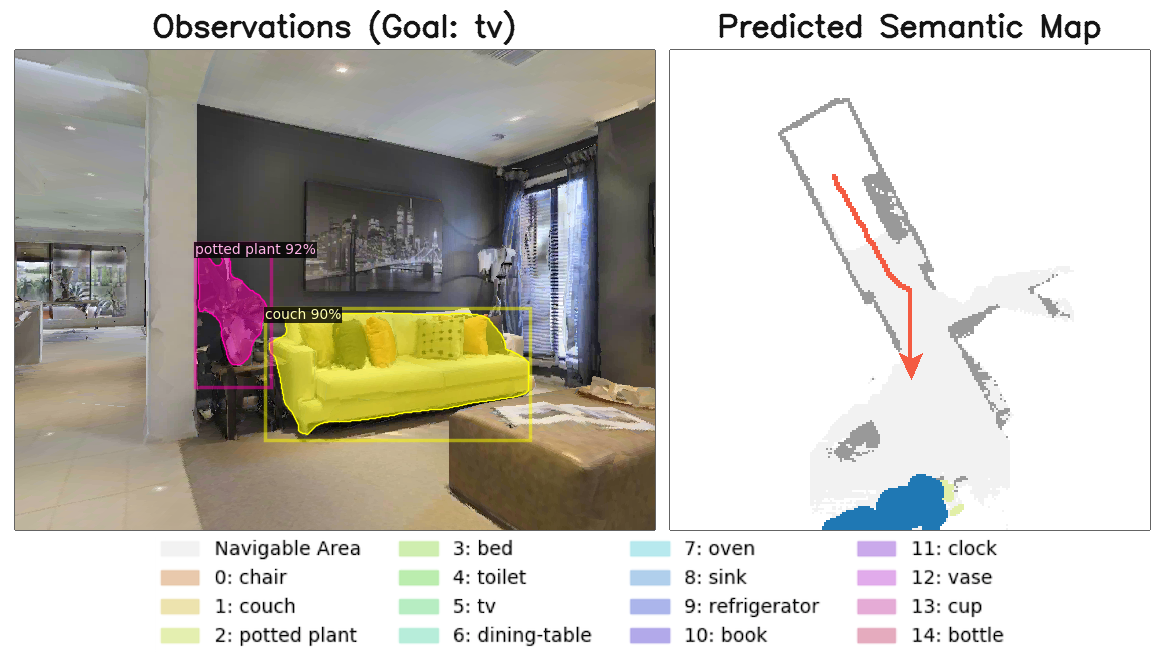 Observations (Goal: tv)
Predicted Semantic Map
potted plant 92%
couch 90%
Navigable Area
0: chair
1: couch
2: potted plant
3: bed
4: toilet
5: tv
6: dining-table
7: oven
8: sink
9: refrigerator
10: book
11: clock
12: vase
13: cup
14: bottle